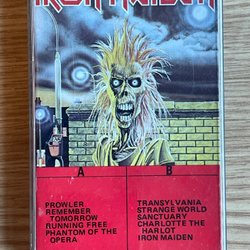 IRON MAIDEN
A
B
PROWLER
REMEMBER
TOMORROW
RUNNING FREE
PHANTOM OF THE
OPERA
TRANSYLVANIA
STRANGE WORLD
SANCTUARY
CHARLOTTE THE
HARLOT
IRON MAIDEN